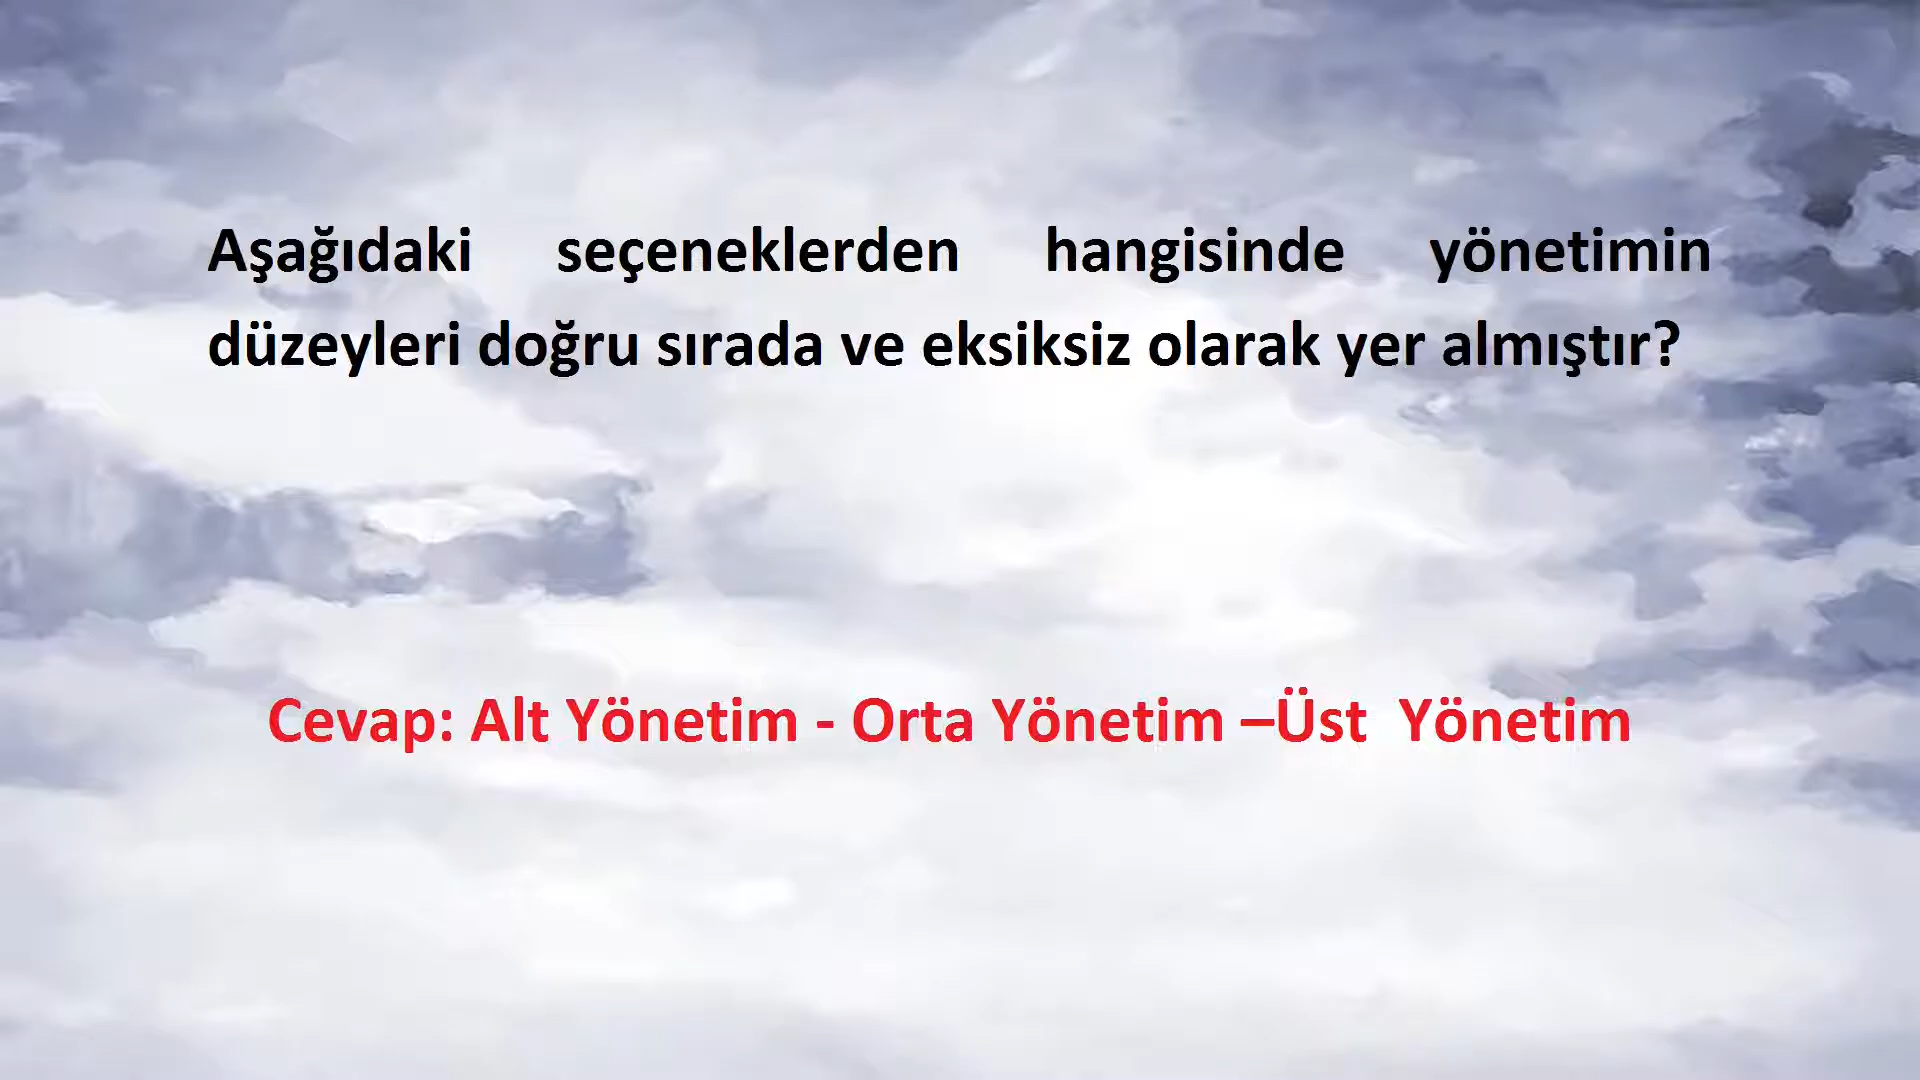 Aşağıdaki seçeneklerden hangisinde yönetimin
düzeyleri doğru sırada ve eksiksiz olarak yer almıştır?
Cevap: Alt Yönetim - Orta Yönetim –Üst  Yönetim